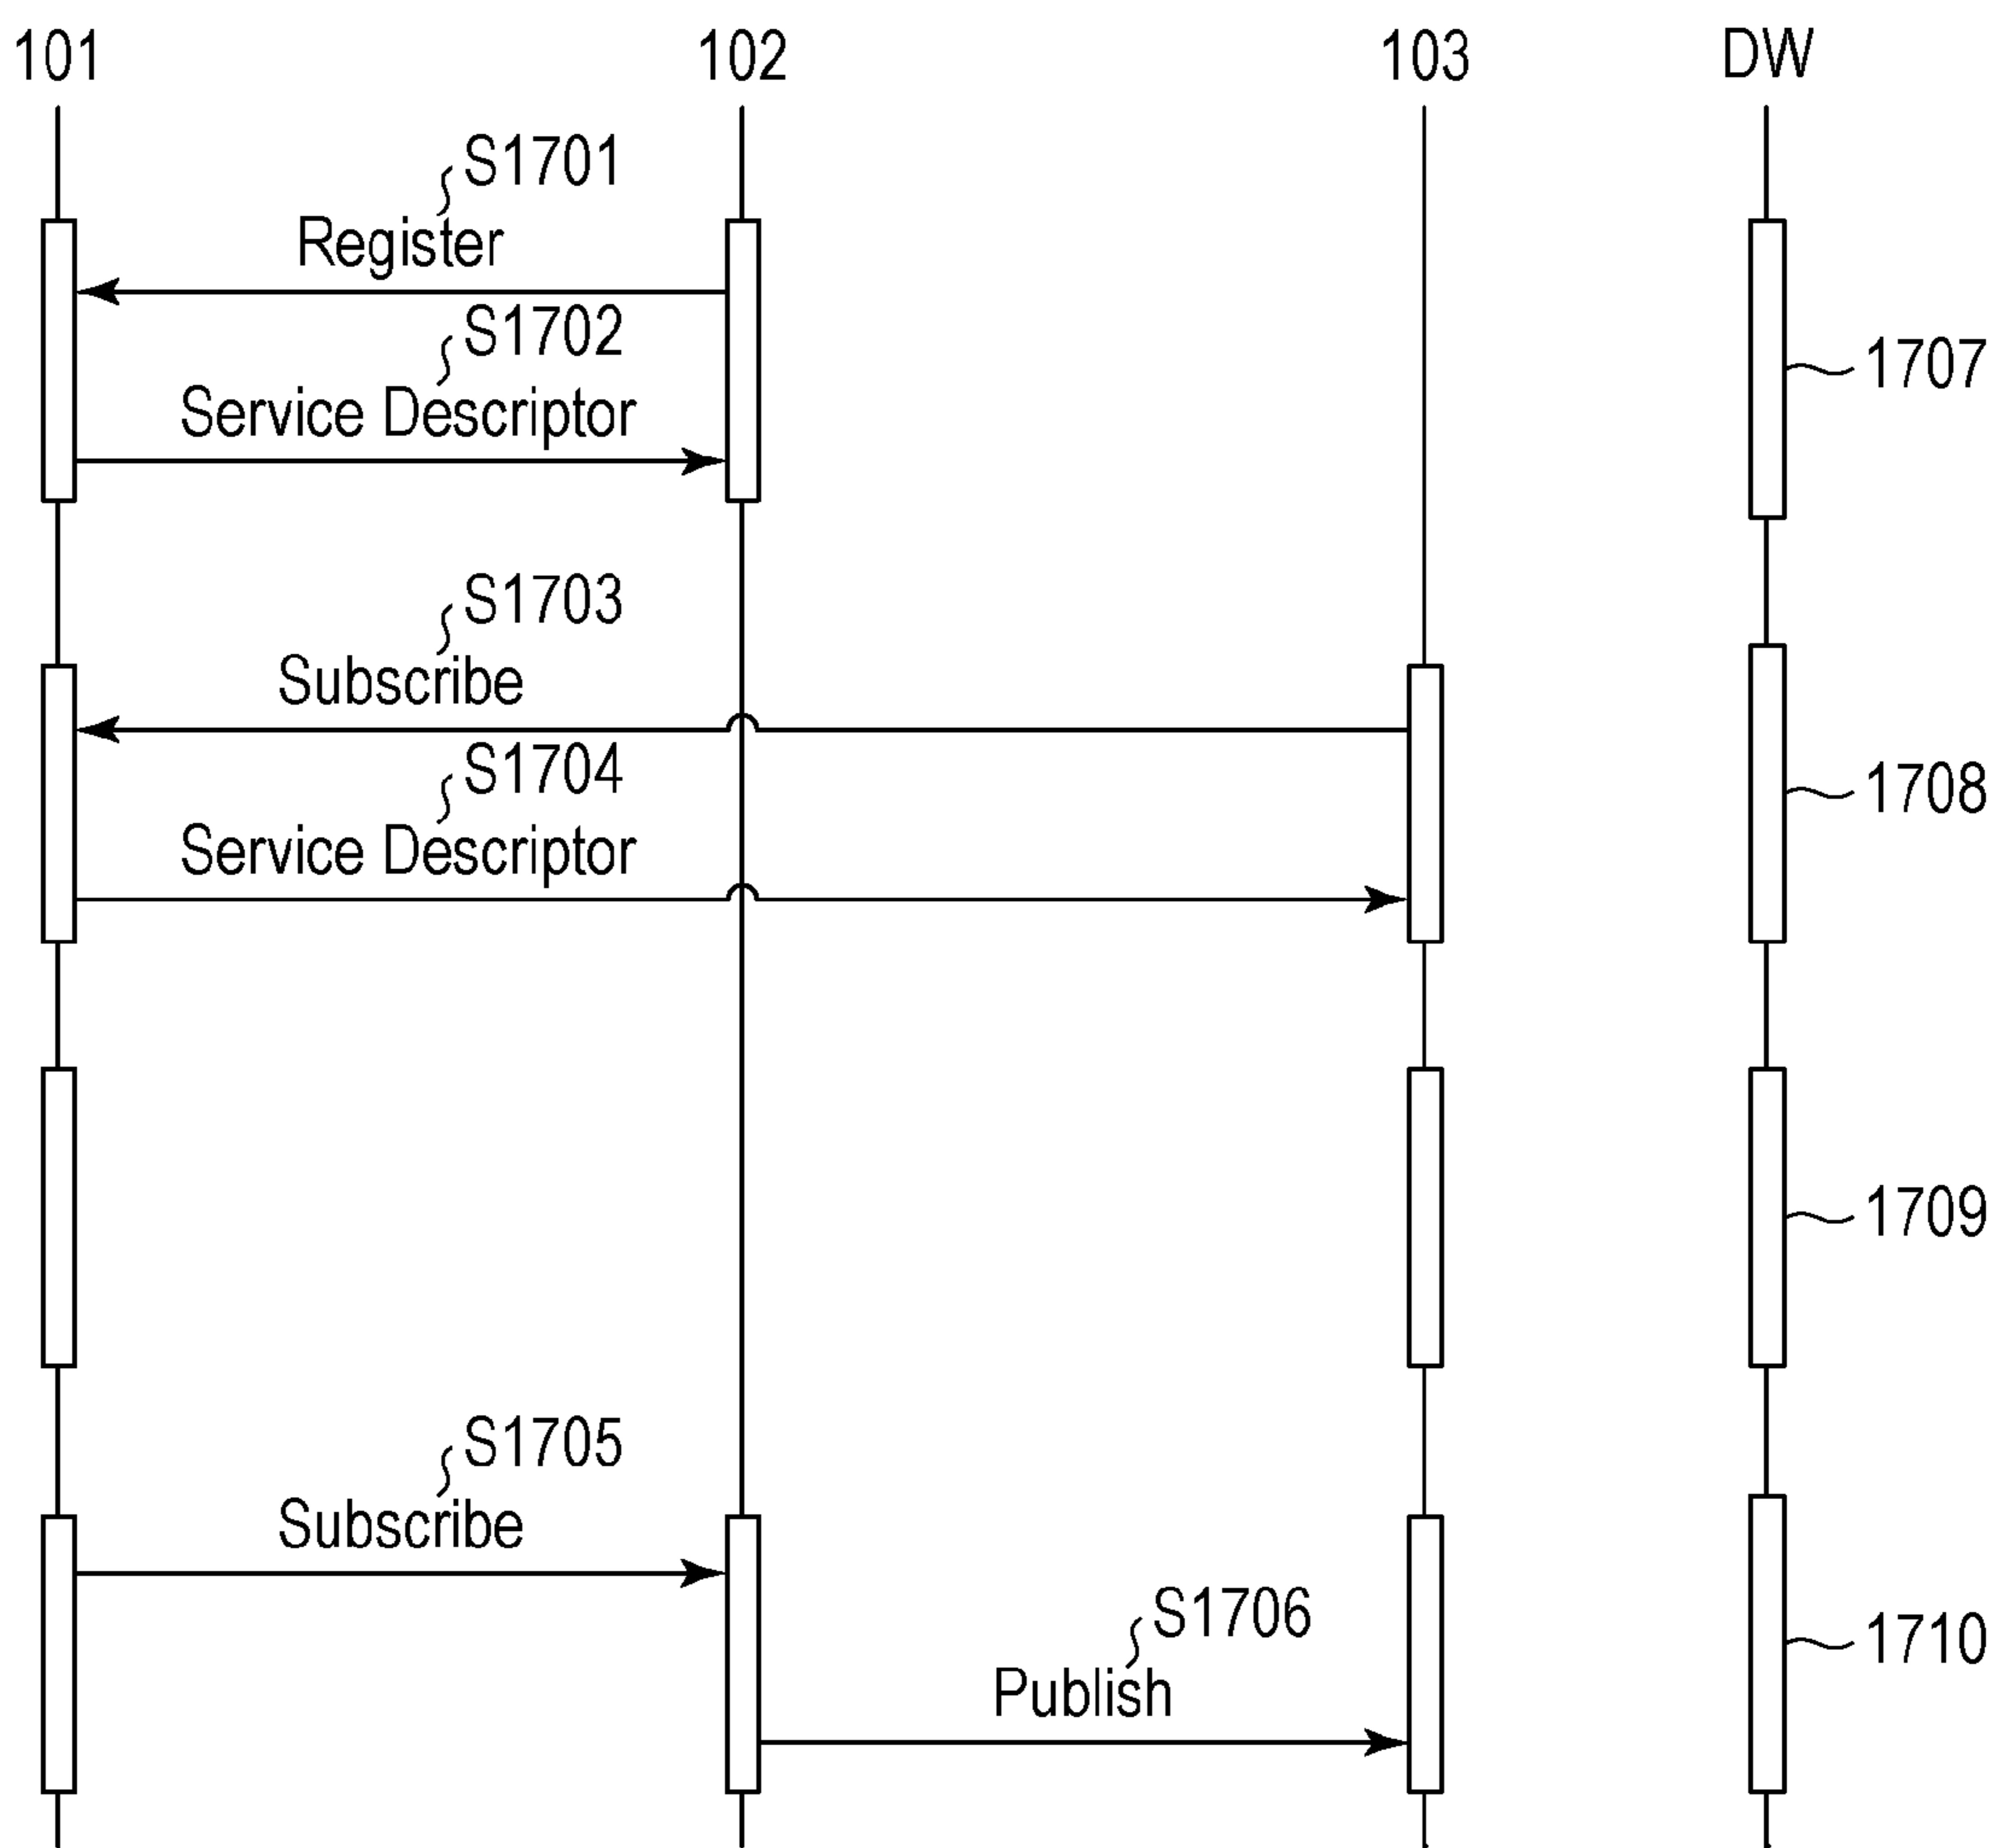 101
102
103
DW
S1701
Register
S1702
Service Descriptor
1707
S1703
Subscribe
S1704
1708
Service Descriptor
1709
S1705
Subscribe
S1706
1710
Publish